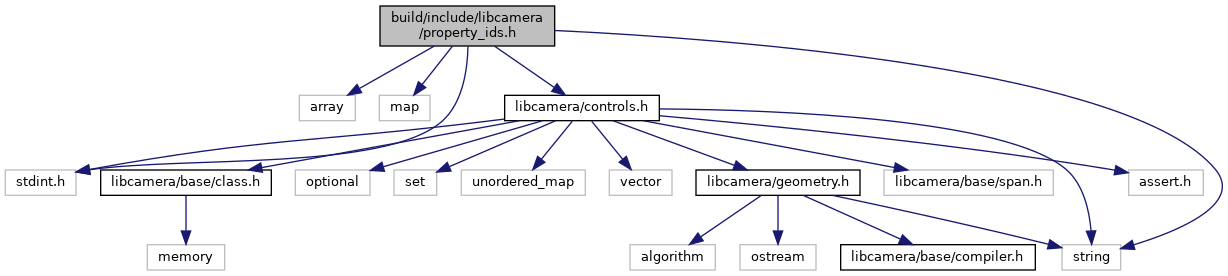 build/include/libcamera
/property_ids.h
array
map
libcamera/controls.h
stdint.h
libcamera/base/class.h
optional
set
unordered_map
vector
libcamera/geometry.h
libcamera/base/span.h
assert.h
memory
algorithm
ostream
libcamera/base/compiler.h
string